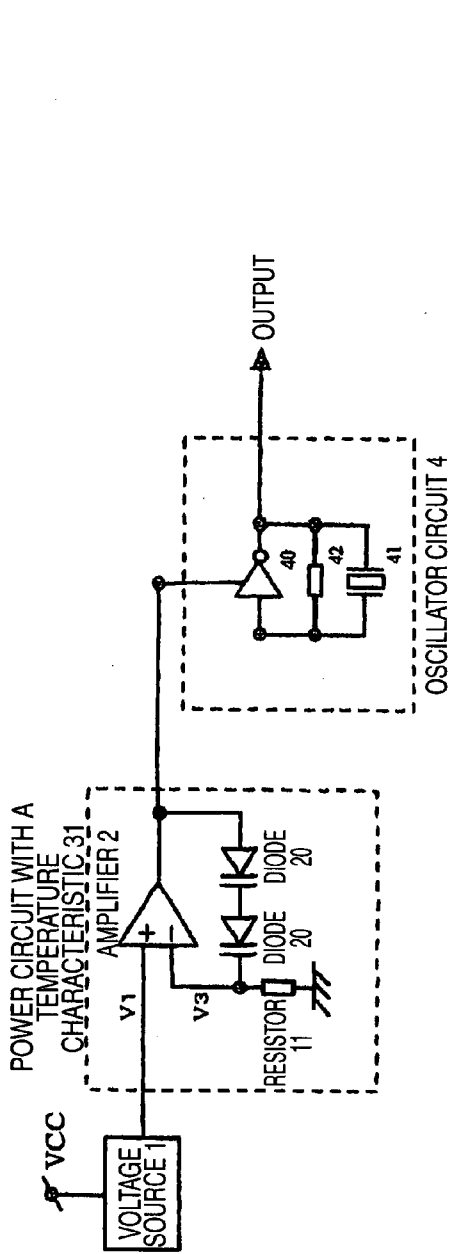 POWER CIRCUIT WITH A
TEMPERATURE
CHARACTERISTIC 31
VCC
VOLTAGE
SOURCE 1
AMPLIFIER 2
V1
V3
+
−
RESISTOR
11
DIODE
20
DIODE
20
40
42
41
OUTPUT
OSCILLATOR CIRCUIT 4